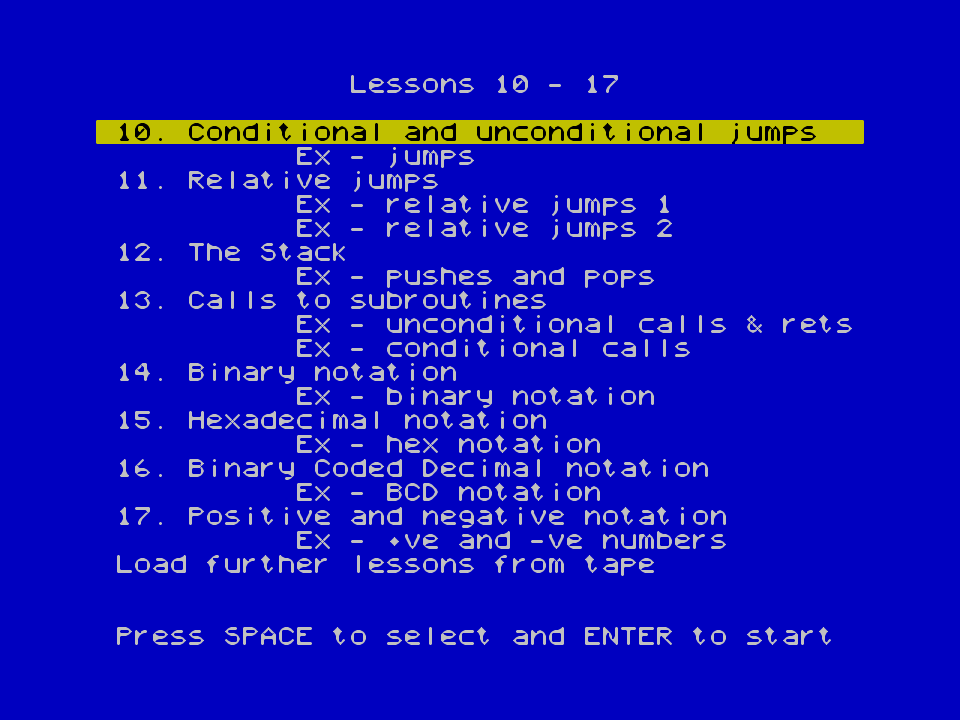 Lessons 10 - 17
10. Conditional and unconditional jumps
Ex - jumps
11. Relative jumps
Ex - relative jumps 1
Ex - relative jumps 2
12. The Stack
Ex - pushes and pops
13. Calls to subroutines
Ex - unconditional calls & rets
Ex - conditional calls
14. Binary notation
Ex - binary notation
15. Hexadecimal notation
Ex - hex notation
16. Binary Coded Decimal notation
Ex - BCD notation
17. Positive and negative notation
Ex - +ve and -ve numbers
Load further lessons from tape
Press SPACE to select and ENTER to start